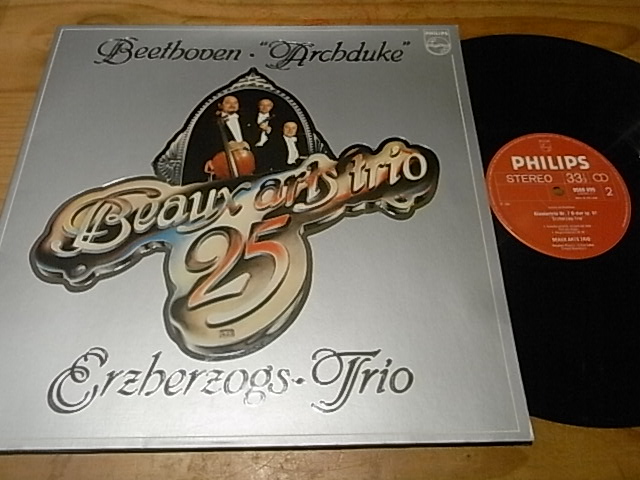 Beethoven · "Archduke"
PHILIPS
Beaux arts trio
25
Erzherzogs-Trio
PHILIPS
STEREO 33
2
BEAUX ARTS TRIO